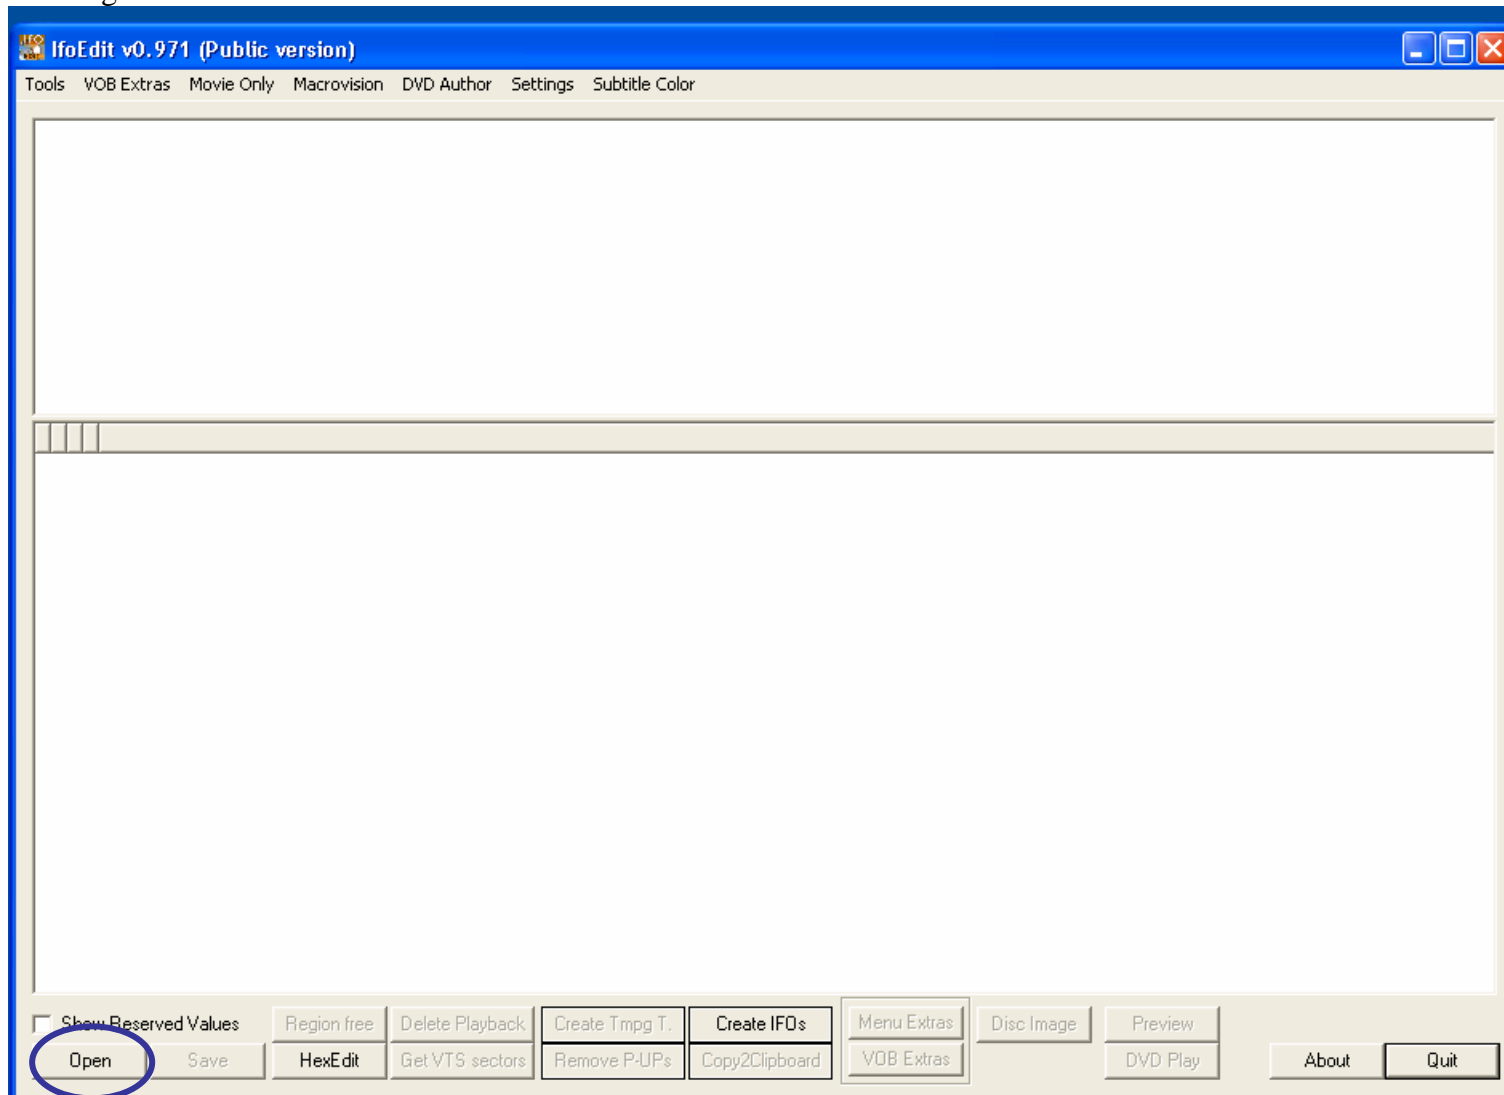 IfoEdit v0.971 (Public version)
Tools VOB Extras Movie Only Macrovision DVD Author Settings Subtitle Color
Show Reserved Values Region free Delete Playback Create Tmpg T. Create IFOs Menu Extras Disc Image Preview
Open Save HexEdit Get VTS sectors Remove P-UPs Copy2Clipboard VOB Extras DVD Play About Quit